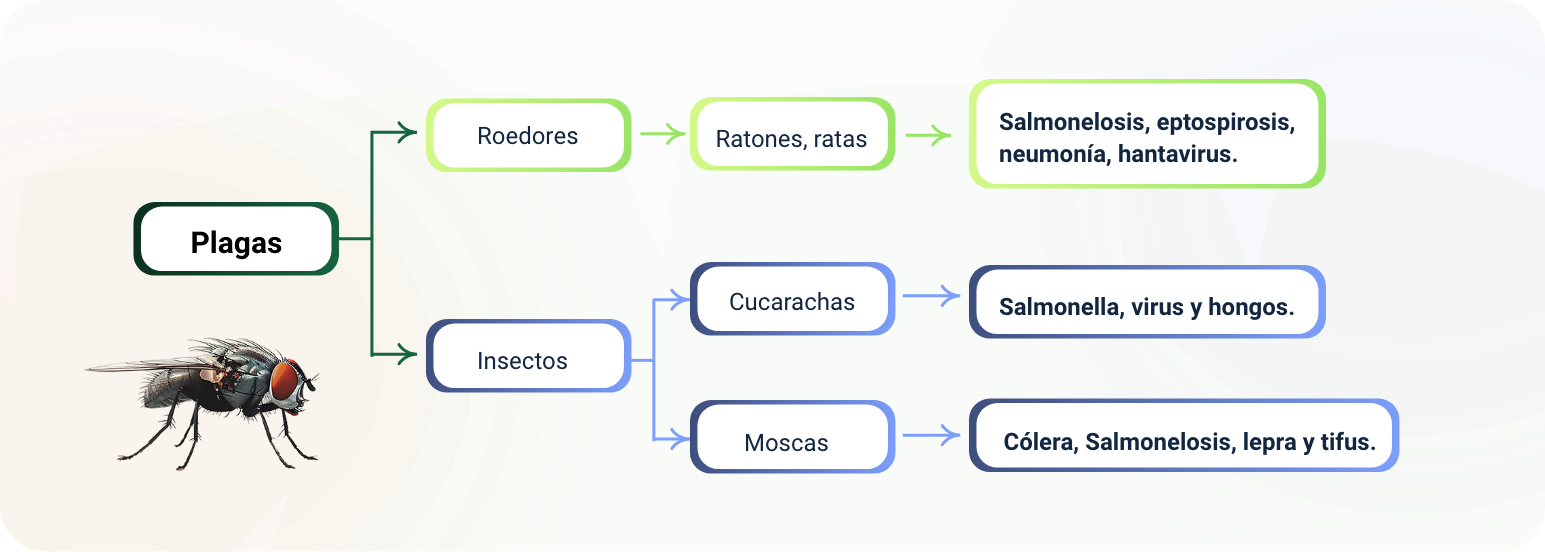 Plagas
Roedores
Ratones, ratas
Salmonelosis, eptospirosis,
neumonía, hantavirus.
Insectos
Cucarachas
Salmonella, virus y hongos.
Moscas
Cólera, Salmonelosis, lepra y tifus.